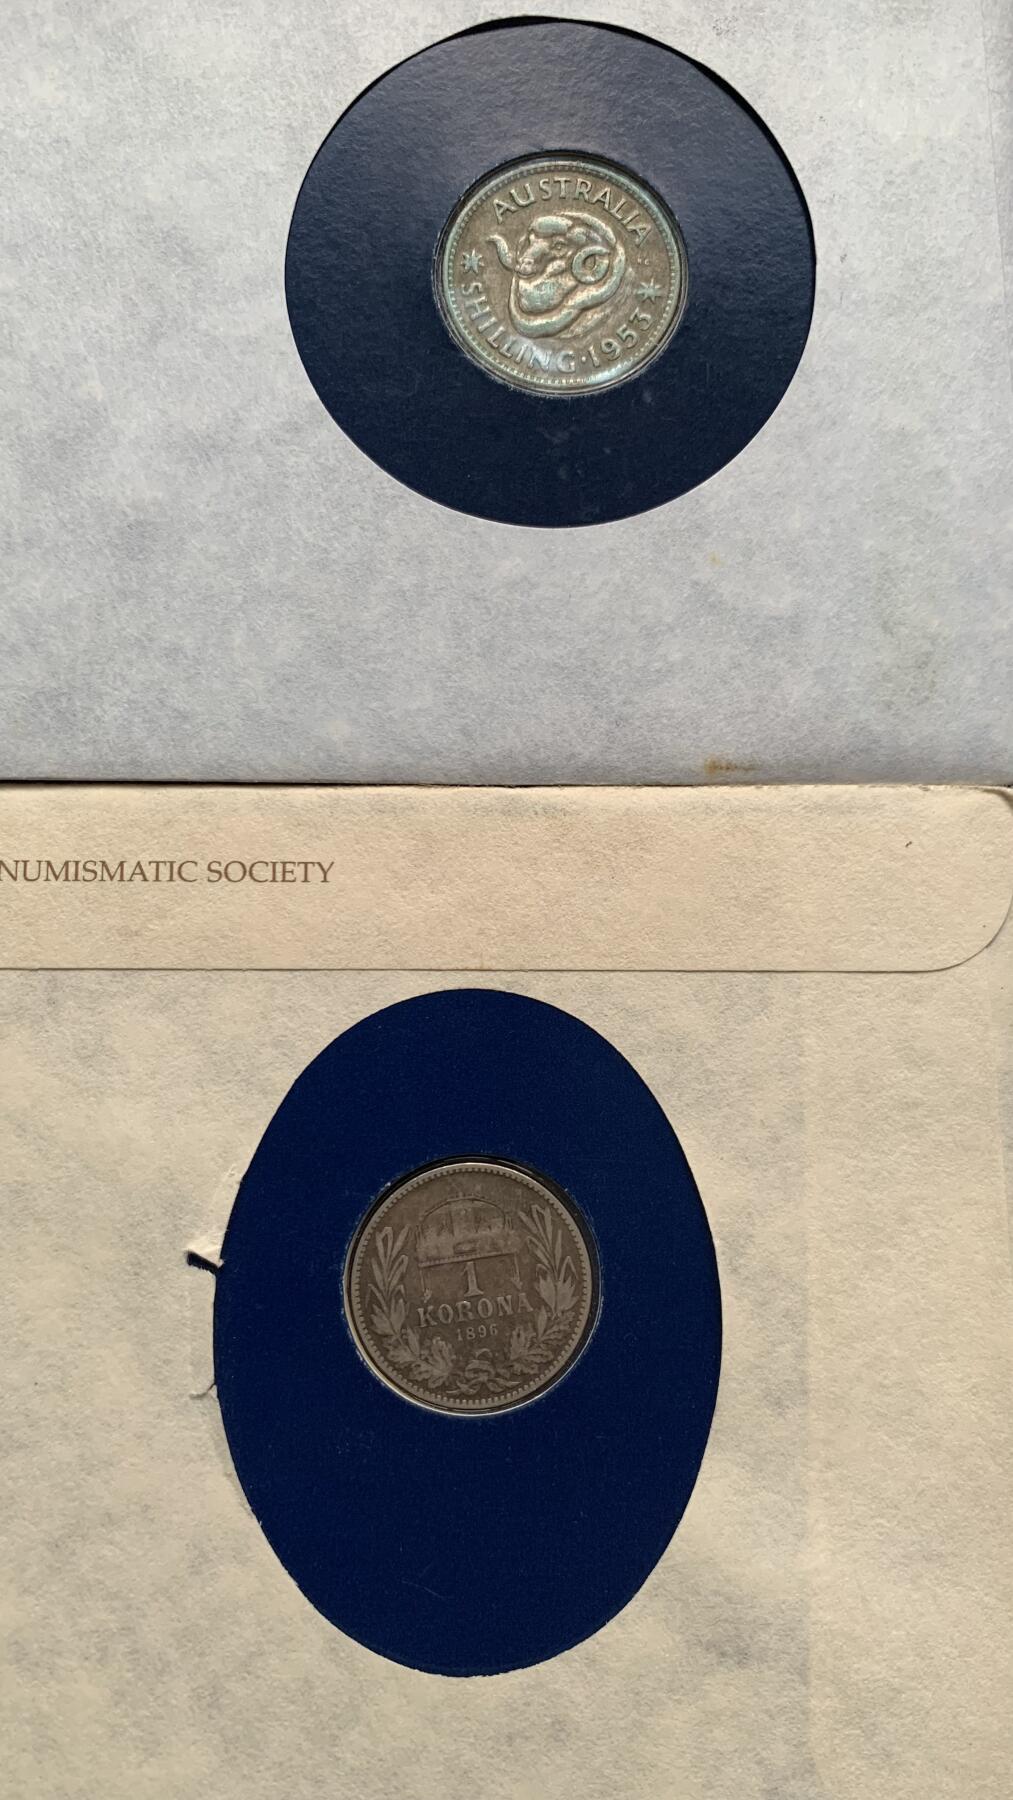 AUSTRALIA
SHILLING · 1953
NUMISMATIC SOCIETY
1
KORONA
1896